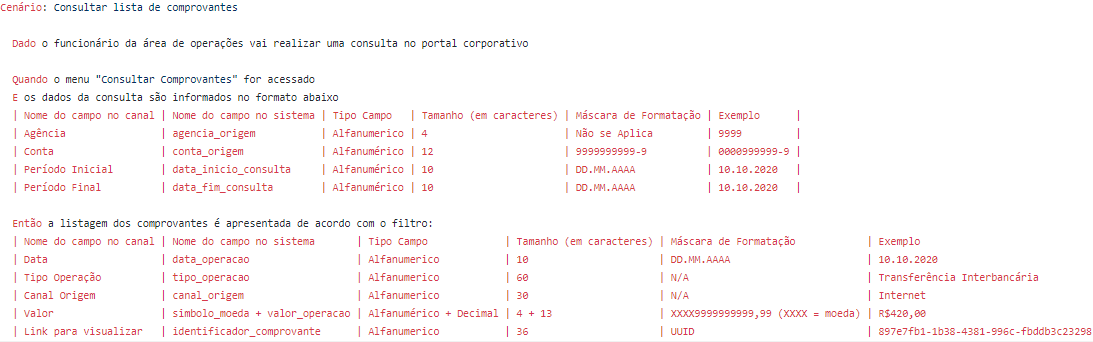 Cenário: Consultar lista de comprovantes
Dado o funcionário da área de operações vai realizar uma consulta no portal corporativo
Quando o menu "Consultar Comprovantes" for acessado
E os dados da consulta são informados no formato abaixo
| Nome do campo no canal | Nome do campo no sistema | Tipo Campo | Tamanho (em caracteres) | Máscara de Formatação | Exemplo |
| Agência | agencia_origem | Alfanumerico | 4 | Não se Aplica | 9999 |
| Conta | conta_origem | Alfanumérico | 12 | 9999999999-9 | 0000999999-9 |
| Período Inicial | data_inicio_consulta | Alfanumérico | 10 | DD.MM.AAAA | 10.10.2020 |
| Período Final | data_fim_consulta | Alfanumérico | 10 | DD.MM.AAAA | 10.10.2020 |
Então a listagem dos comprovantes é apresentada de acordo com o filtro:
| Nome do campo no canal | Nome do campo no sistema | Tipo Campo | Tamanho (em caracteres) | Máscara de Formatação | Exemplo
| Data | data_operacao | Alfanumerico | 10 | DD.MM.AAAA | 10.10.2020
| Tipo Operação | tipo_operacao | Alfanumerico | 60 | N/A | Transferência Interbancária
| Canal Origem | canal_origem | Alfanumerico | 30 | N/A | Internet
| Valor | simbolo_moeda + valor_operacao | Alfanumérico + Decimal | 4 + 13 | XXXX9999999999,99 (XXXX = moeda) | R$420,00
| Link para visualizar | identificador_comprovante | Alfanumerico | 36 | UUID | 897e7fb1-1b38-4381-996c-fbddb3c23298